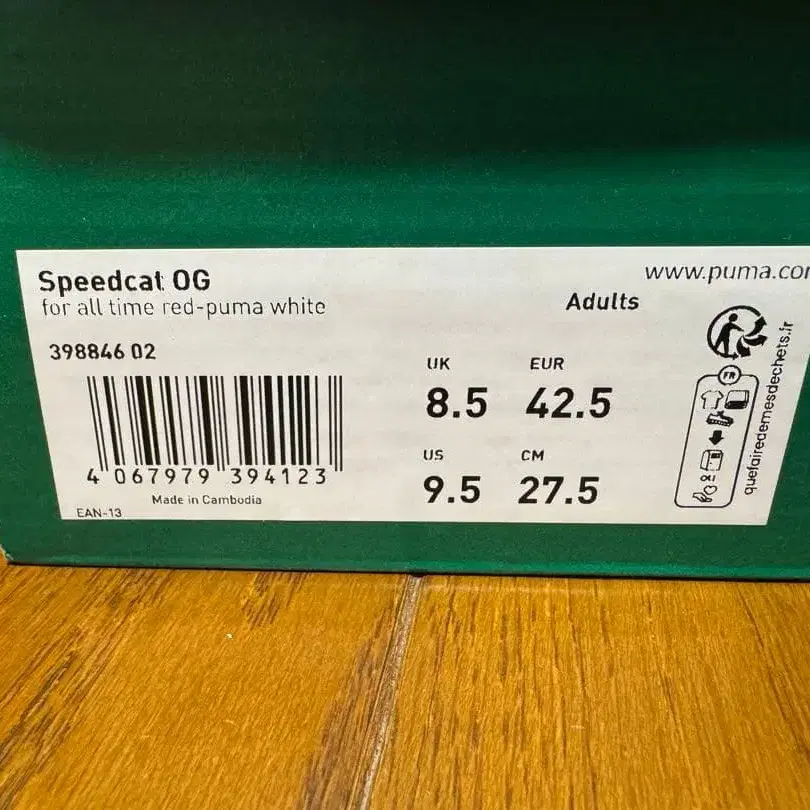 Speedcat OG
for all time red-puma white
www.puma.co
Adults
398846 02
UK EUR
8.5 42.5
US CM
9.5 27.5
4 067979 394123
Made in Cambodia
EAN-13
FR
quefairedemesdechets.fr